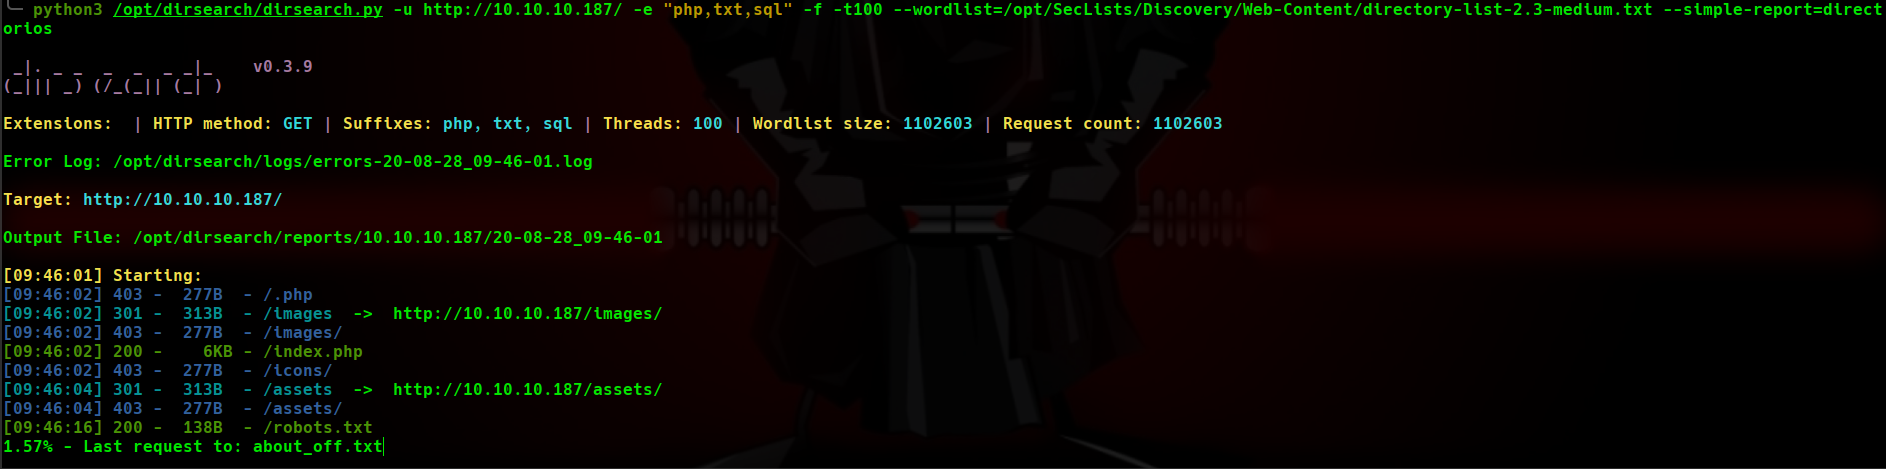 python3 /opt/dirsearch/dirsearch.py -u http://10.10.10.187/ -e "php,txt,sql" -f -t100 --wordlist=/opt/SecLists/Discovery/Web-Content/directory-list-2.3-medium.txt --simple-report=direct
orios
 _|. _ _  _  _  _ _|_    v0.3.9
(_||| _) (/_(_|| (_| )
Extensions:  | HTTP method: GET | Suffixes: php, txt, sql | Threads: 100 | Wordlist size: 1102603 | Request count: 1102603
Error Log: /opt/dirsearch/logs/errors-20-08-28_09-46-01.log
Target: http://10.10.10.187/
Output File: /opt/dirsearch/reports/10.10.10.187/20-08-28_09-46-01
[09:46:01] Starting:
[09:46:02] 403 -  277B  - /.php
[09:46:02] 301 -  313B  - /images  ->  http://10.10.10.187/images/
[09:46:02] 403 -  277B  - /images/
[09:46:02] 200 -    6KB - /index.php
[09:46:02] 403 -  277B  - /icons/
[09:46:04] 301 -  313B  - /assets  ->  http://10.10.10.187/assets/
[09:46:04] 403 -  277B  - /assets/
[09:46:16] 200 -  138B  - /robots.txt
1.57% - Last request to: about_off.txt